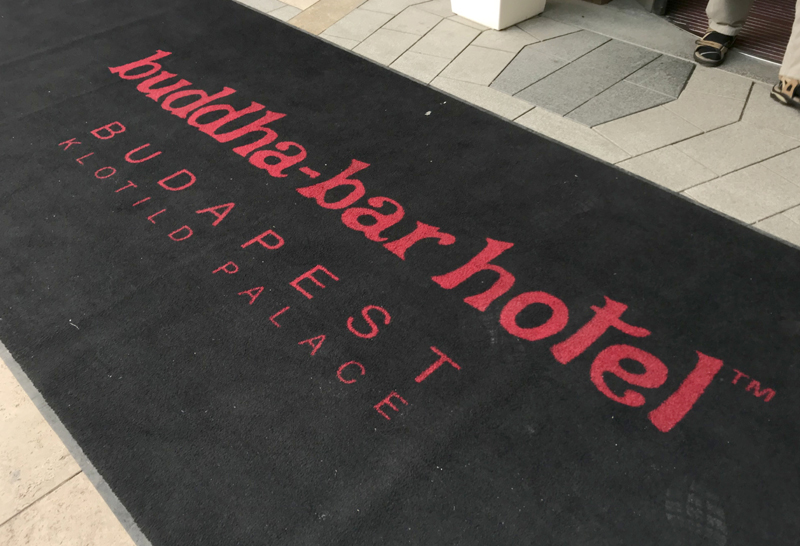 buddha-bar hotel™
BUDAPEST
KLOTILD PALACE